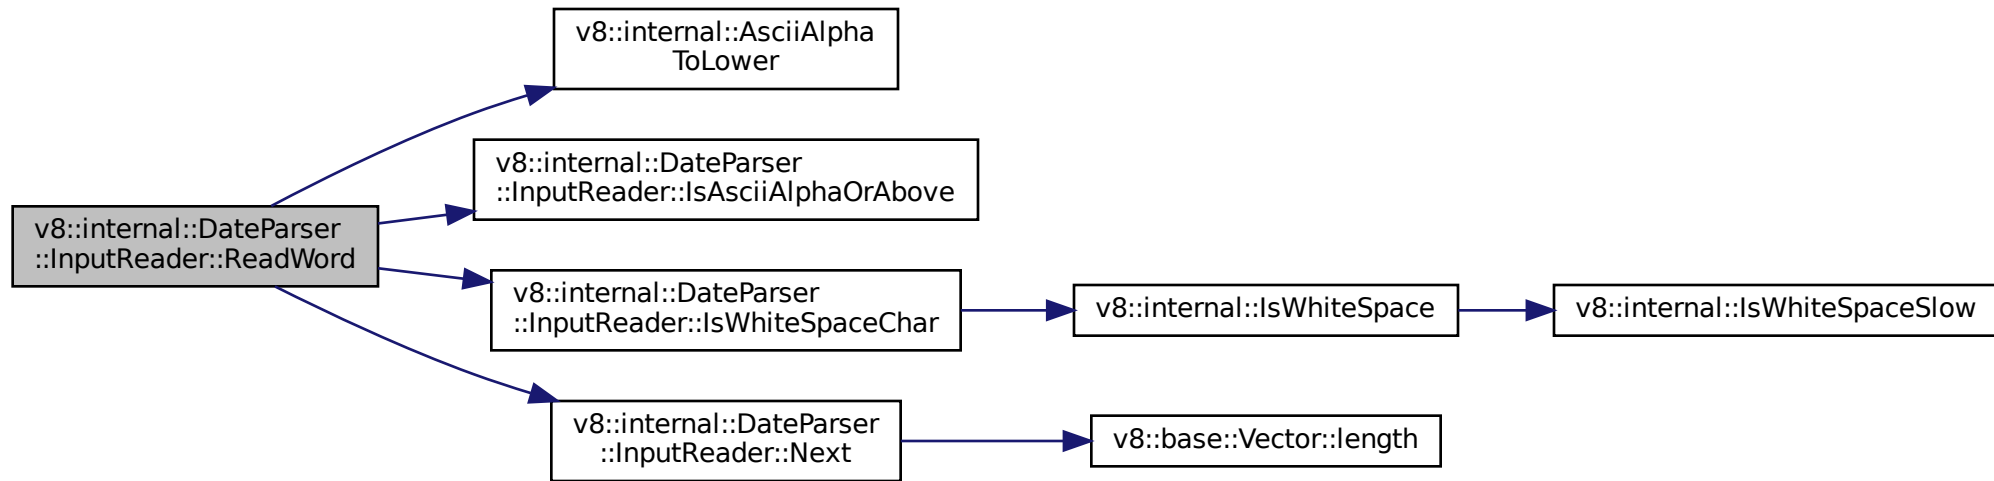 v8::internal::AsciiAlpha
ToLower
v8::internal::DateParser
::InputReader::IsAsciiAlphaOrAbove
v8::internal::DateParser
::InputReader::ReadWord
v8::internal::DateParser
::InputReader::IsWhiteSpaceChar
v8::internal::IsWhiteSpace
v8::internal::IsWhiteSpaceSlow
v8::internal::DateParser
::InputReader::Next
v8::base::Vector::length